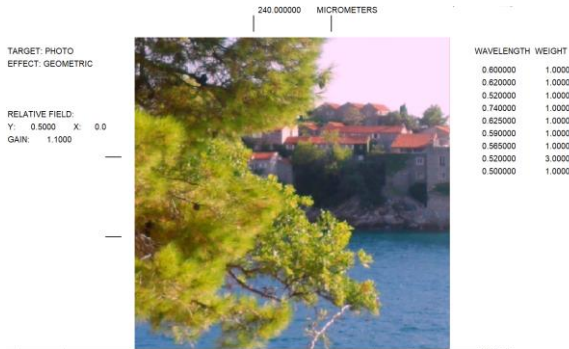 240.000000 MICROMETERS
TARGET: PHOTO
EFFECT: GEOMETRIC
RELATIVE FIELD:
Y: 0.5000 X: 0.0
GAIN: 1.1000
WAVELENGTH WEIGHT
0.600000 1.0000
0.620000 1.0000
0.520000 1.0000
0.740000 1.0000
0.625000 1.0000
0.590000 1.0000
0.565000 1.0000
0.520000 3.0000
0.500000 1.0000